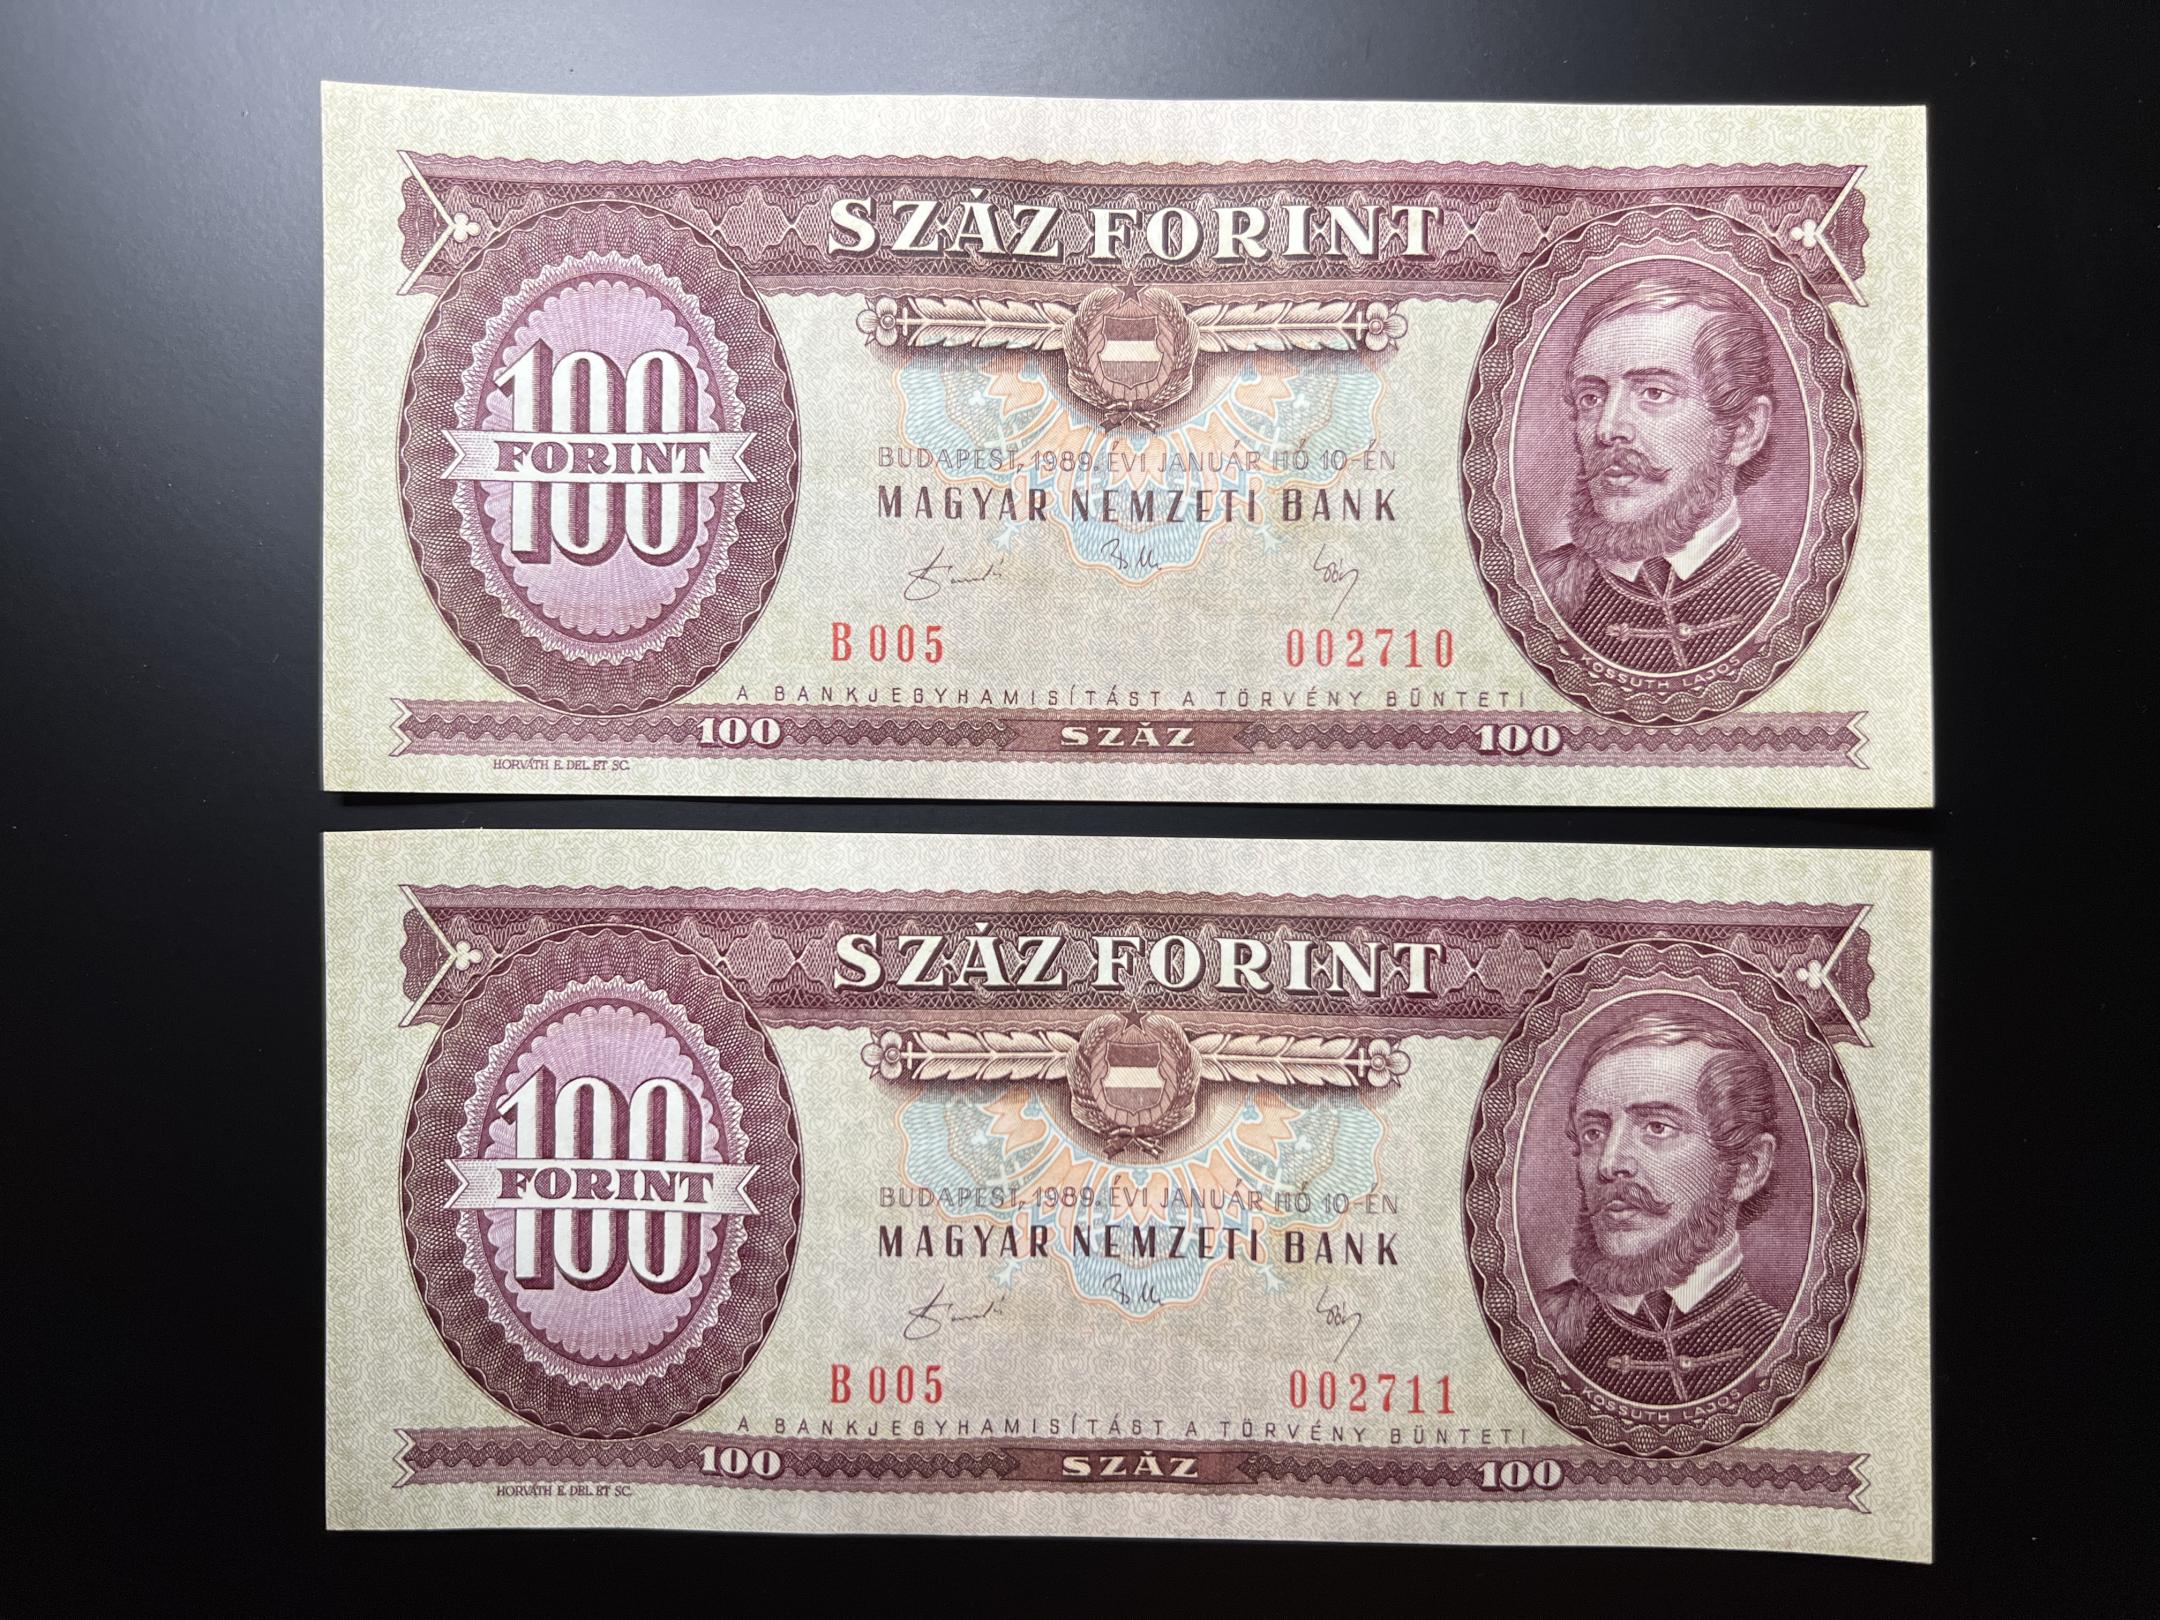 SZÁZ FORINT
100
FORINT
BUDAPEST, 1989. ÉVI JANUÁR HÓ 10-ÉN
MAGYAR NEMZETI BANK
B 005 002710
KOSSUTH LAJOS
A BANKJEGYHAMISÍTÁST A TÖRVÉNY BÜNTETI
100 SZÁZ 100
HORVÁTH E. DEL. ET SC.
SZÁZ FORINT
100
FORINT
BUDAPEST, 1989. ÉVI JANUÁR HÓ 10-ÉN
MAGYAR NEMZETI BANK
B 005 002711
KOSSUTH LAJOS
A BANKJEGYHAMISÍTÁST A TÖRVÉNY BÜNTETI
100 SZÁZ 100
HORVÁTH E. DEL. ET SC.